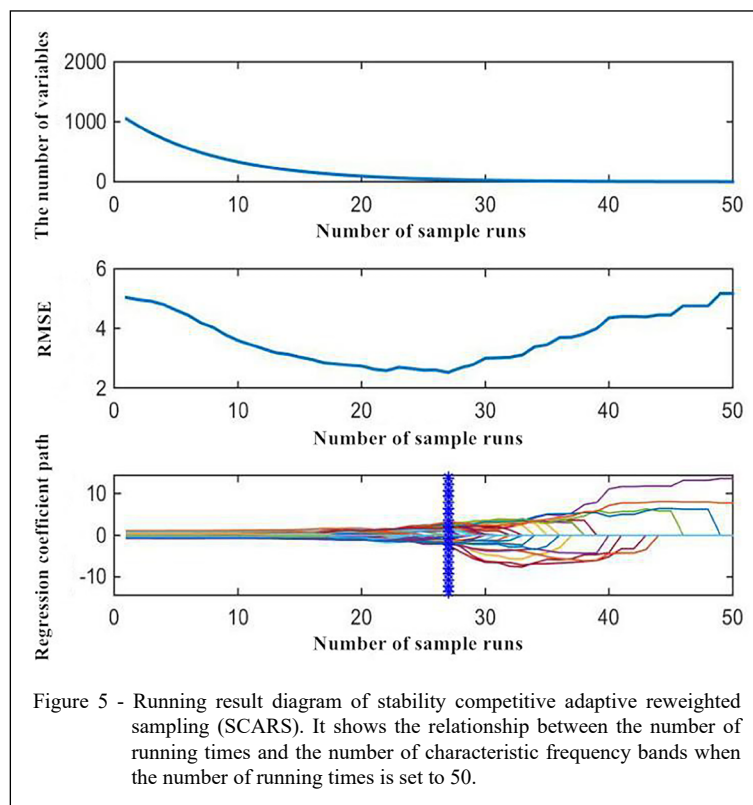 The number of variables
2000
1000
0
0 10 20 30 40 50
Number of sample runs
RMSE
6
4
2
0 10 20 30 40 50
Number of sample runs
Regression coefficient path
10
0
-10
0 10 20 30 40 50
Number of sample runs
Figure 5 - Running result diagram of stability competitive adaptive reweighted
sampling (SCARS). It shows the relationship between the number of
running times and the number of characteristic frequency bands when
the number of running times is set to 50.